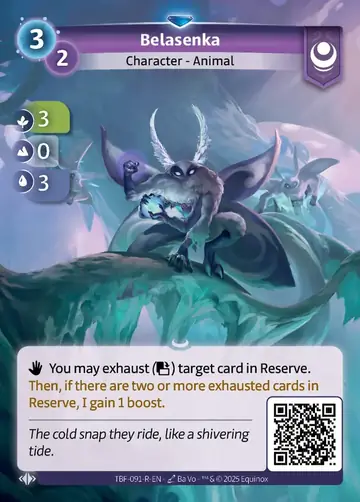 3
Belasenka
2
Character - Animal
3
0
3
You may exhaust () target card in Reserve.
Then, if there are two or more exhausted cards in
Reserve, I gain 1 boost.
The cold snap they ride, like a shivering
tide.
TBF-091-R-EN - Ba Vo - ™ & © 2025 Equinox